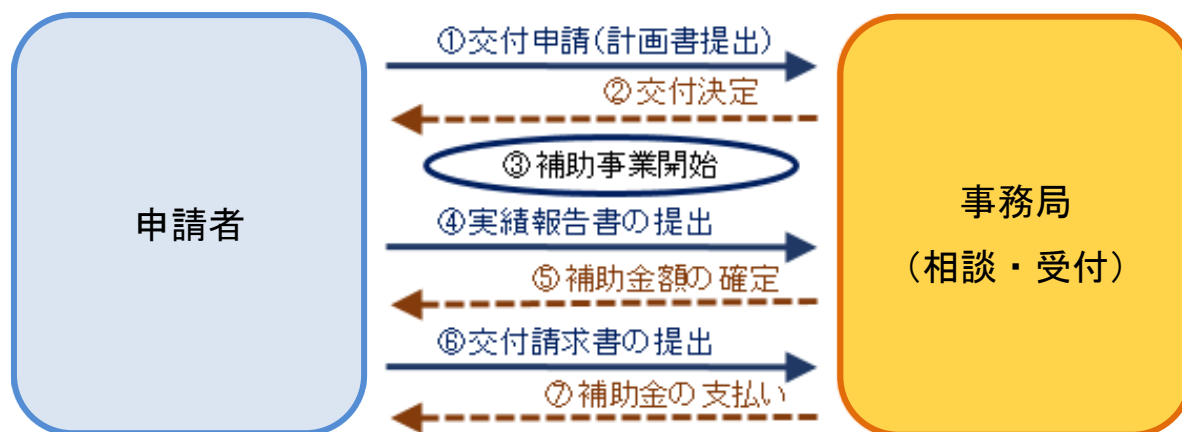 申請者
①交付申請(計画書提出)
②交付決定
③補助事業開始
④実績報告書の提出
⑤補助金額の確定
⑥交付請求書の提出
⑦補助金の支払い
事務局
(相談・受付)